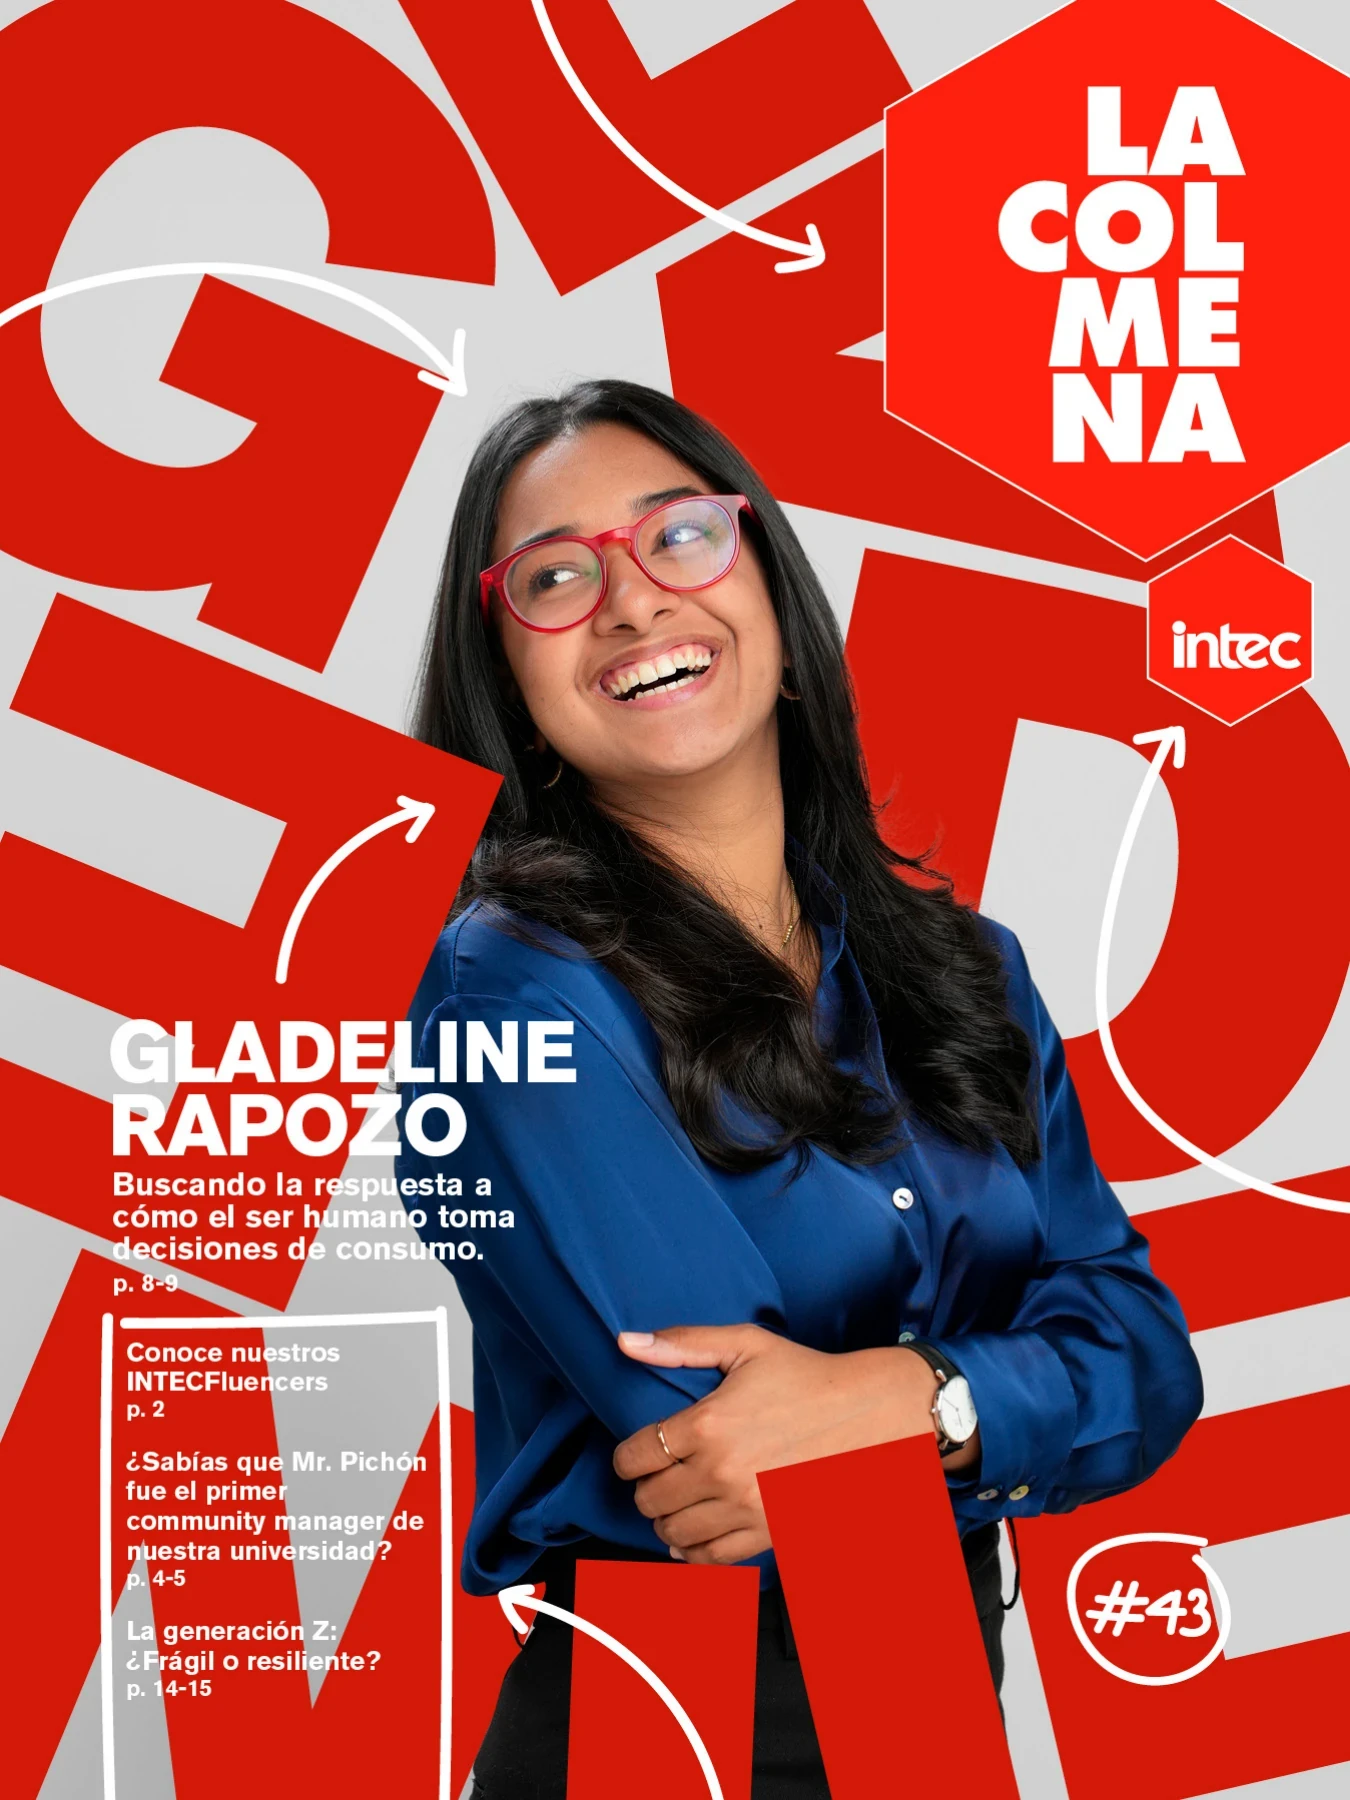 LA
COL
ME
NA
intec
GLADELINE
RAPOZO
Buscando la respuesta a
cómo el ser humano toma
decisiones de consumo.
p. 8-9
Conoce nuestros
INTECFluencers
p. 2
¿Sabías que Mr. Pichón
fue el primer
community manager de
nuestra universidad?
p. 4-5
La generación Z:
¿Frágil o resiliente?
p. 14-15
#43